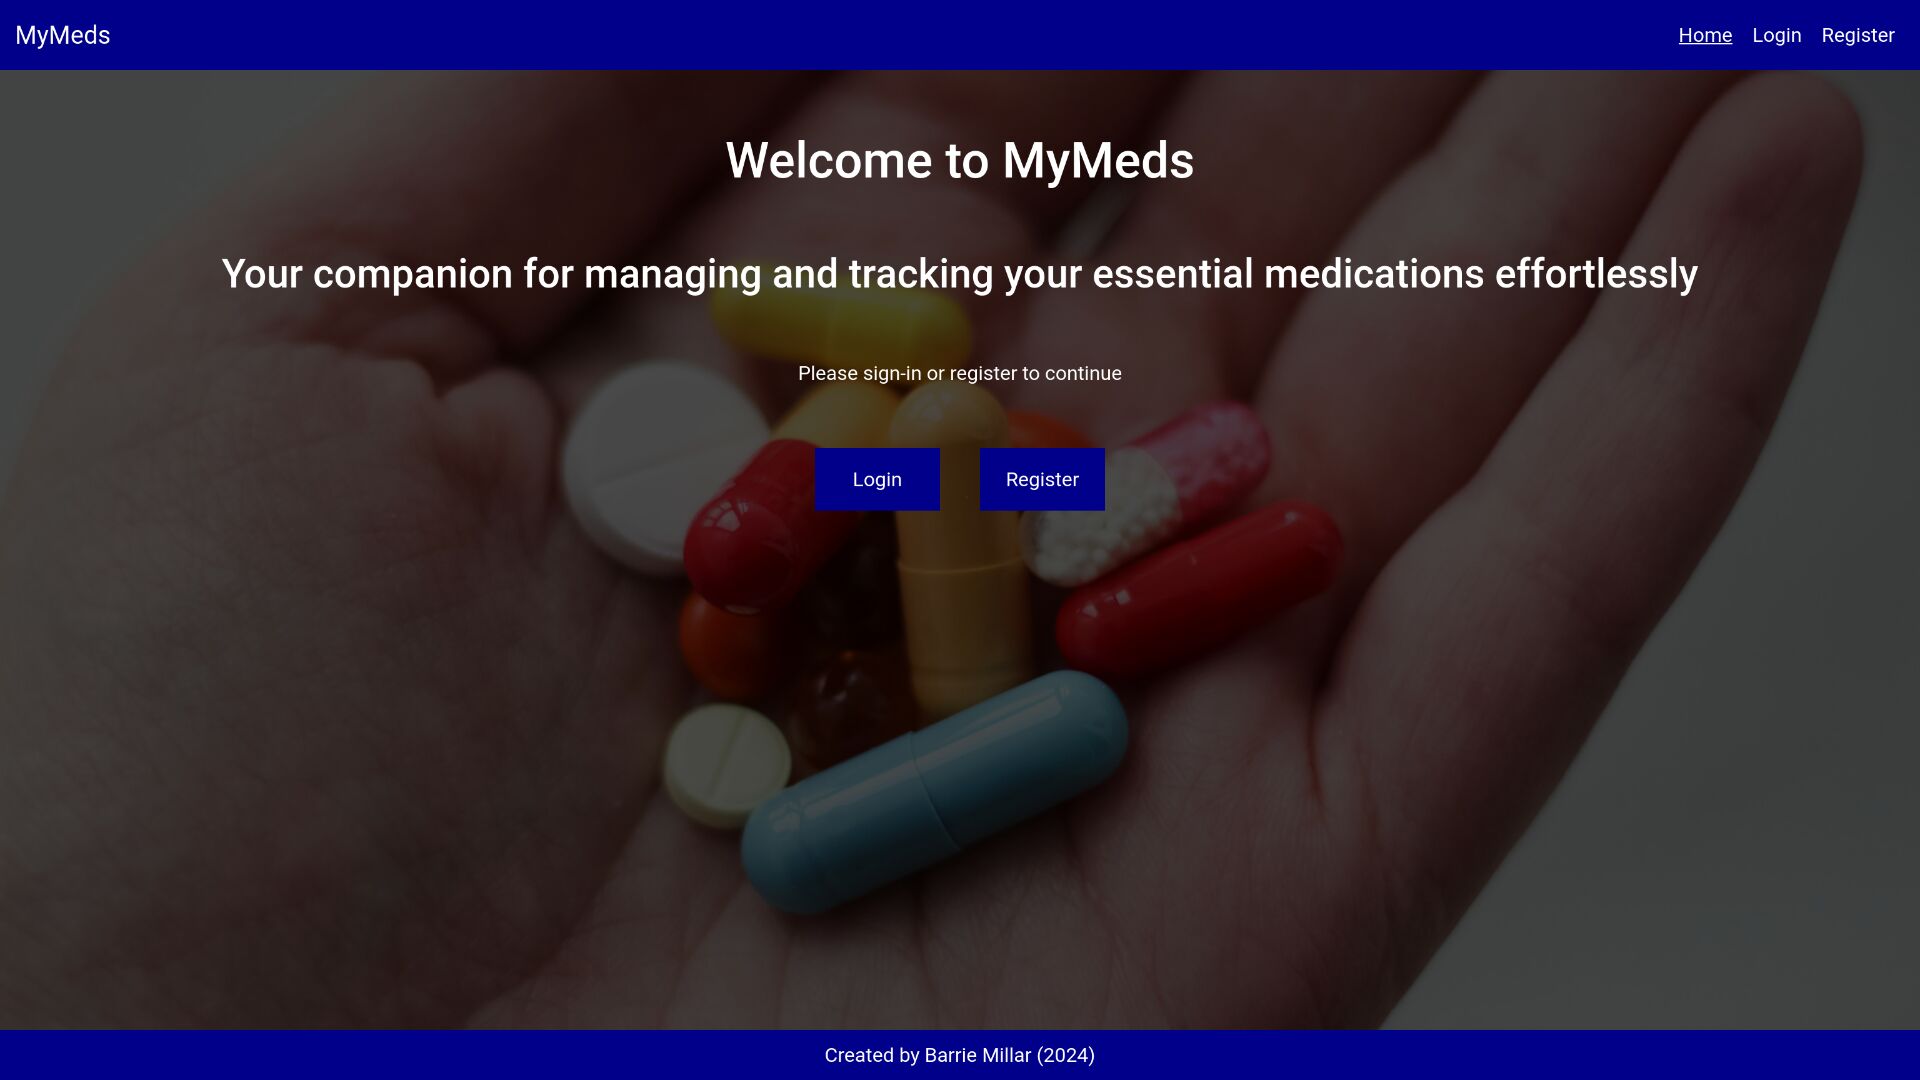 MyMeds
Home Login Register
Welcome to MyMeds
Your companion for managing and tracking your essential medications effortlessly
Please sign-in or register to continue
Login
Register
Created by Barrie Millar (2024)